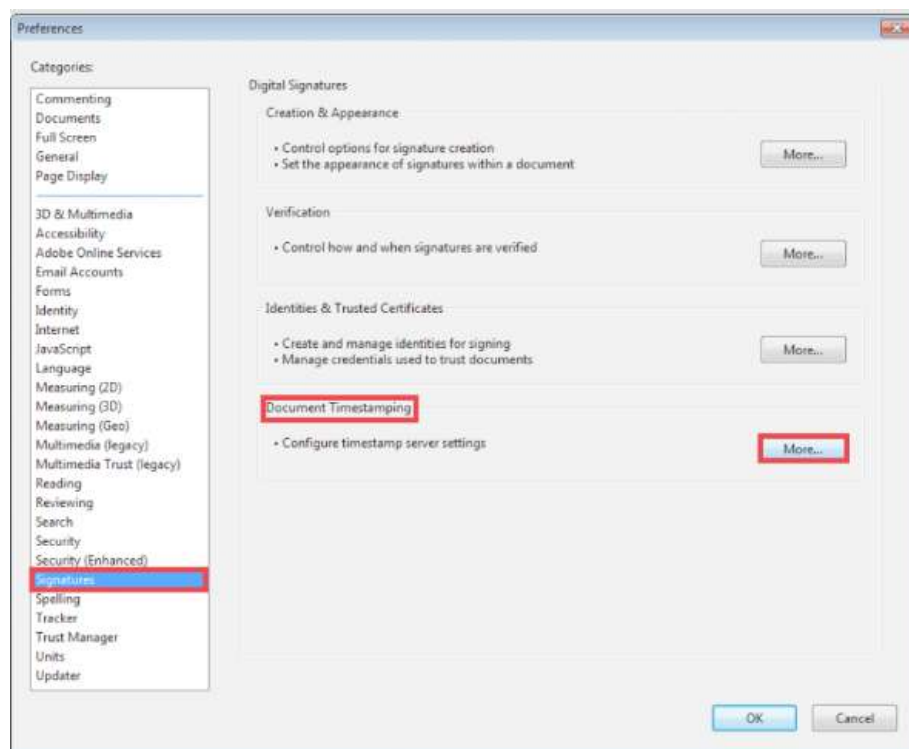 Preferences
Categories:
Commenting
Documents
Full Screen
General
Page Display
3D & Multimedia
Accessibility
Adobe Online Services
Email Accounts
Forms
Identity
Internet
JavaScript
Language
Measuring (2D)
Measuring (3D)
Measuring (Geo)
Multimedia (legacy)
Multimedia Trust (legacy)
Reading
Reviewing
Search
Security
Security (Enhanced)
Signatures
Spelling
Tracker
Trust Manager
Units
Updater
Digital Signatures
Creation & Appearance
• Control options for signature creation
• Set the appearance of signatures within a document
More...
Verification
• Control how and when signatures are verified
More...
Identities & Trusted Certificates
• Create and manage identities for signing
• Manage credentials used to trust documents
More...
Document Timestamping
• Configure timestamp server settings
More...
OK
Cancel